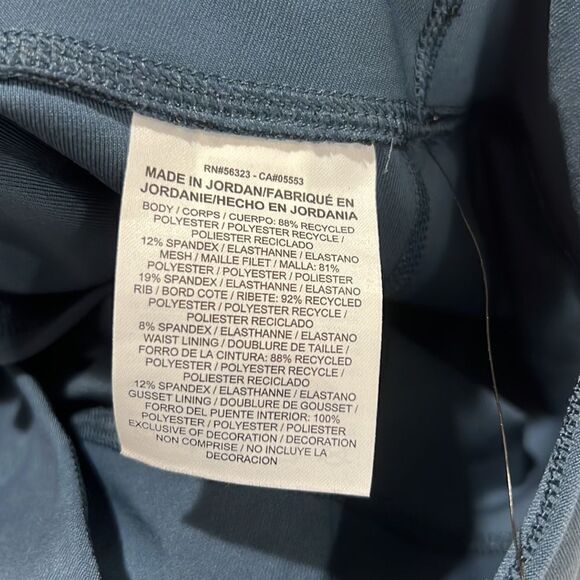 RN#56323 - CA#05553
MADE IN JORDAN/FABRIQUÉ EN
JORDANIE/HECHO EN JORDANIA
BODY / CORPS / CUERPO: 88% RECYCLED
POLYESTER / POLYESTER RECYCLE /
POLIESTER RECICLADO
12% SPANDEX / ELASTHANNE / ELASTANO
MESH / MAILLE FILET / MALLA: 81%
POLYESTER / POLYESTER / POLIESTER
19% SPANDEX / ELASTHANNE / ELASTANO
RIB / BORD COTE / RIBETE: 92% RECYCLED
POLYESTER / POLYESTER RECYCLE /
POLIESTER RECICLADO
8% SPANDEX / ELASTHANNE / ELASTANO
WAIST LINING / DOUBLURE DE TAILLE /
FORRO DE LA CINTURA: 88% RECYCLED
POLYESTER / POLYESTER RECYCLE /
POLIESTER RECICLADO
12% SPANDEX / ELASTHANNE / ELASTANO
GUSSET LINING / DOUBLURE DE GOUSSET /
FORRO DEL PUENTE INTERIOR: 100%
POLYESTER / POLYESTER / POLIESTER
EXCLUSIVE OF DECORATION / DECORATION
NON COMPRISE / NO INCLUYE LA
DECORACION